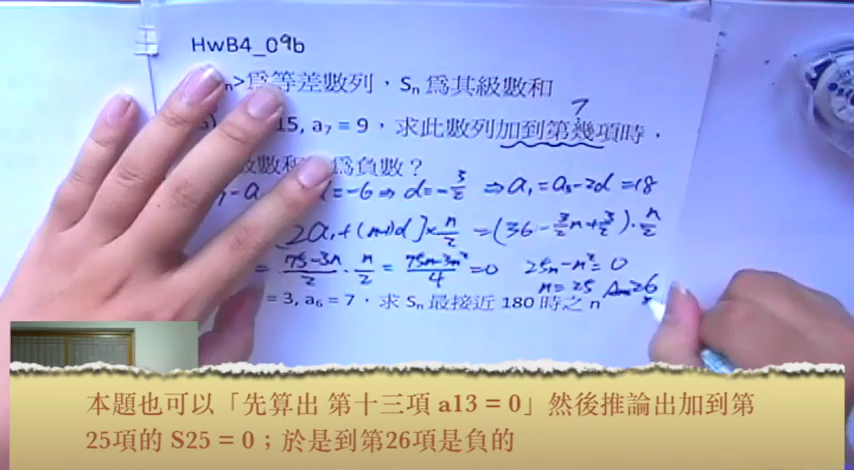 HwB4_09b
n>為等差數列，Sn 為其級數和
7
15, a₇ = 9，求此數列加到第幾項時，
級數和 為負數？
= -6 ⇒ d = -3/2 ⇒ a₁ = a₃ - 2d = 18
2a₁ + (n-1)d] × n/2 = (36 - 3/2 n + 3/2) · n/2
= (75 - 3n)/2 · n/2 = (75n - 3n²)/4 = 0 25n - n² = 0
n = 25 Ans 26
= 3, a₆ = 7，求 Sn 最接近 180 時之 n
本題也可以「先算出 第十三項 a13 = 0」然後推論出加到第
25項的 S25 = 0；於是到第26項是負的